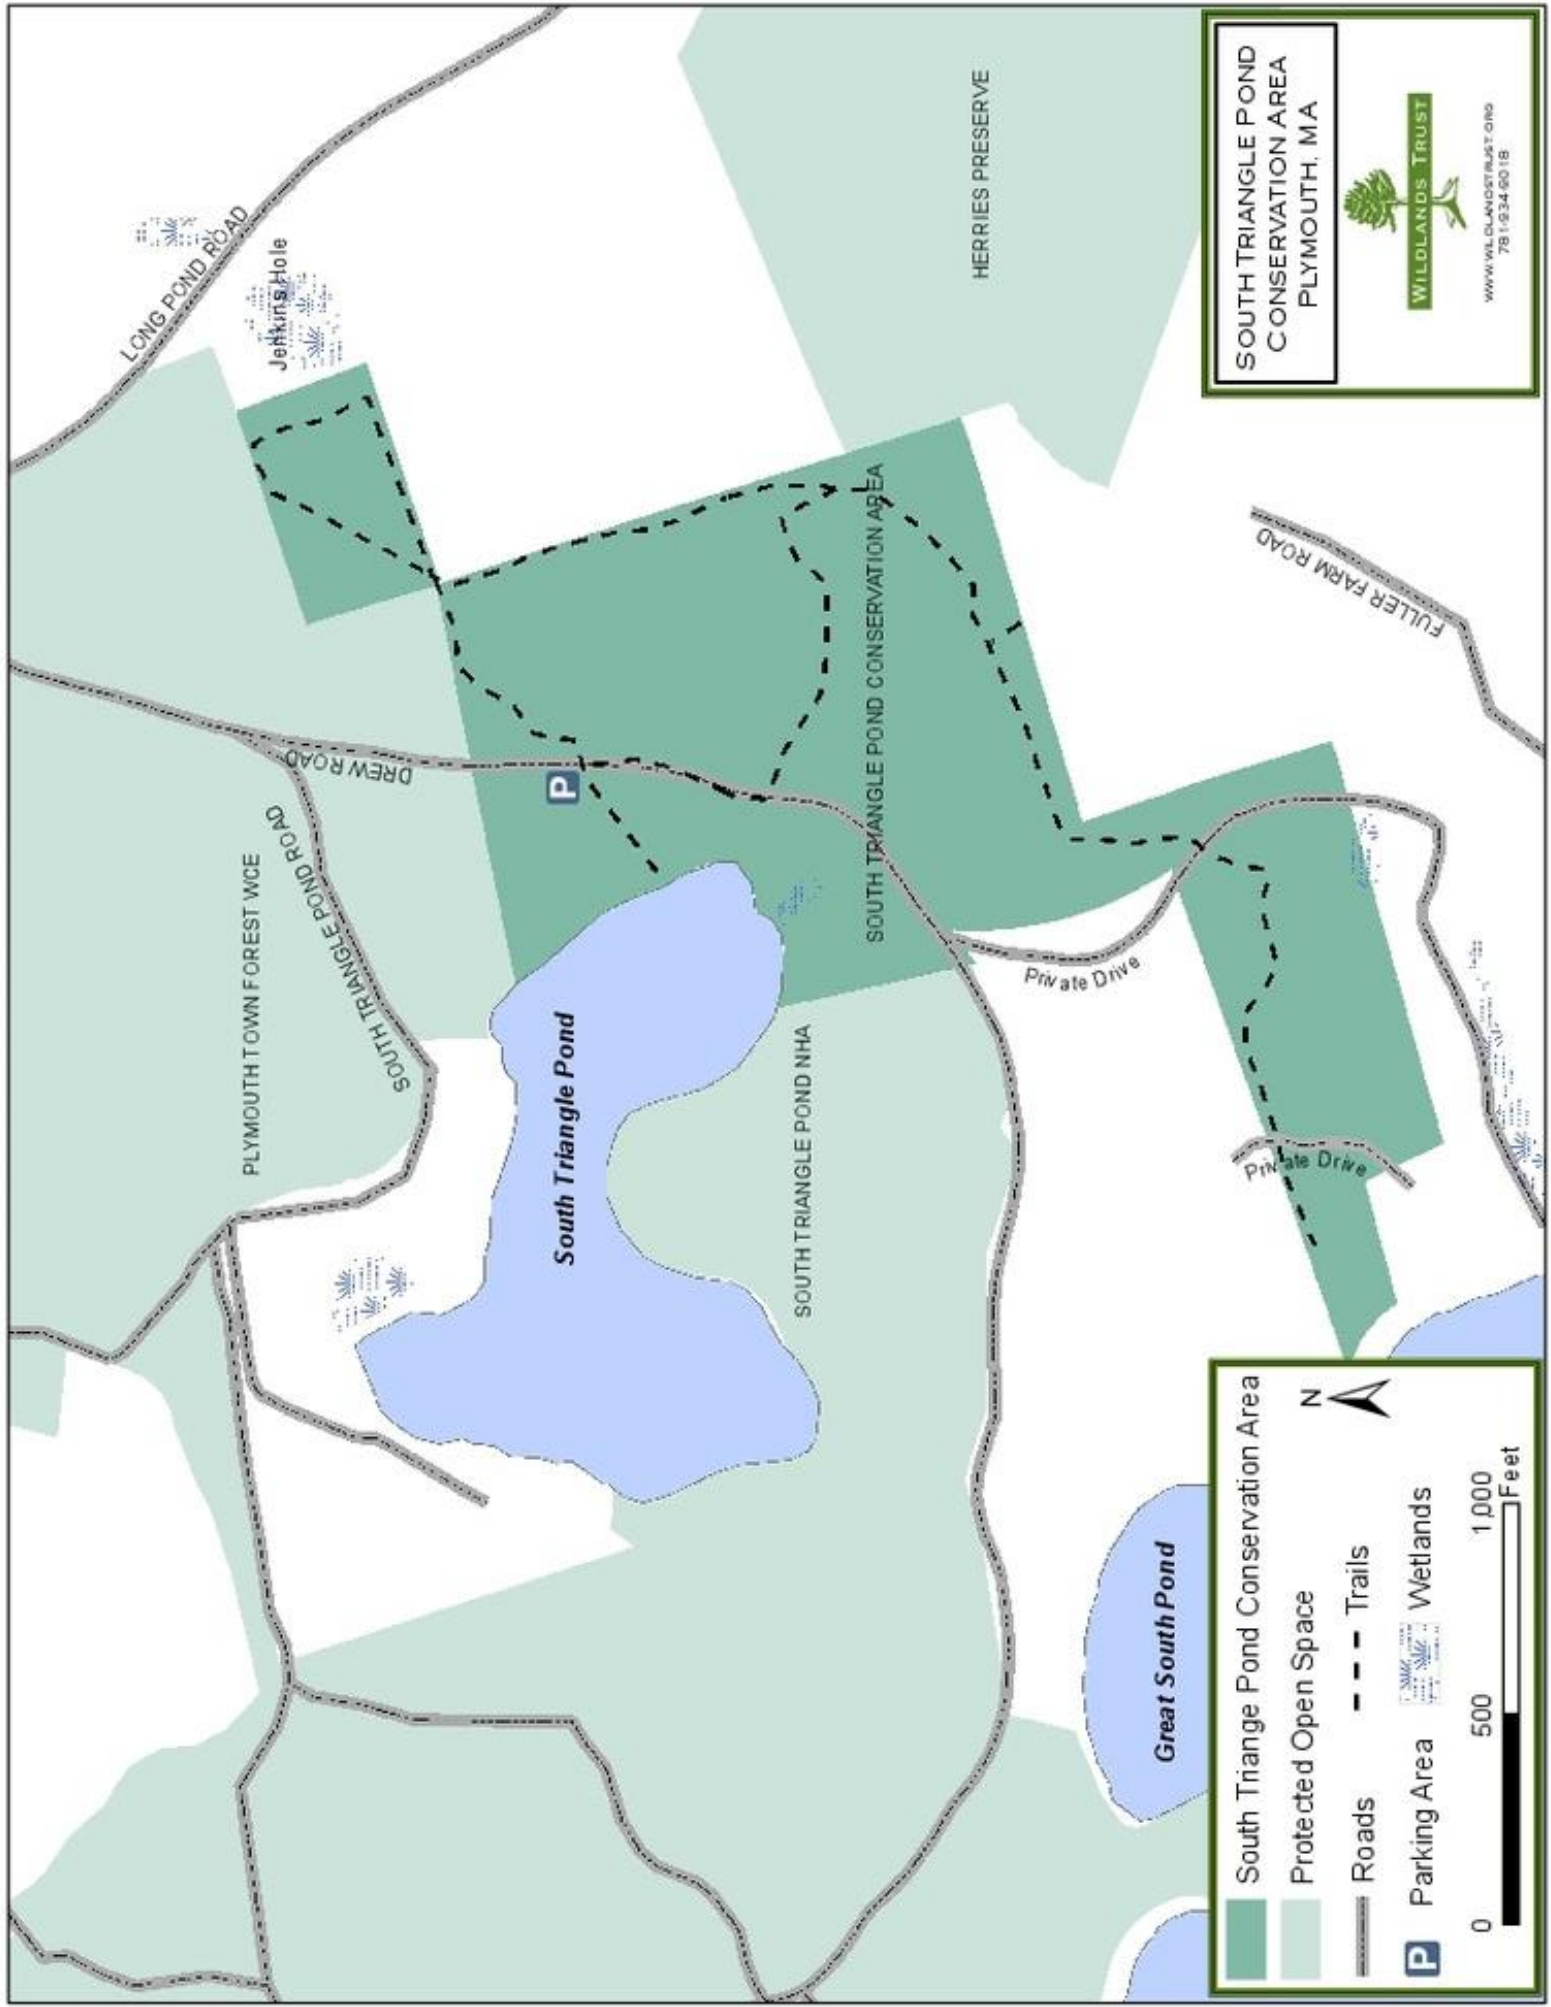 LONG POND ROAD
Jenkins Hole
HERRIES PRESERVE
DREW ROAD
SOUTH TRIANGLE POND ROAD
PLYMOUTH TOWN FOREST WCE
P
SOUTH TRIANGLE POND CONSERVATION AREA
FULLER FARM ROAD
South Triangle Pond
SOUTH TRIANGLE POND NHA
Private Drive
Private Drive
Great South Pond
South Triange Pond Conservation Area
Protected Open Space
N
Roads
Trails
P Parking Area
Wetlands
0 500 1,000
Feet
SOUTH TRIANGLE POND
CONSERVATION AREA
PLYMOUTH, MA
WILDLANDS TRUST
WWW.WILDLANDSTRUST.ORG
781-934-9018